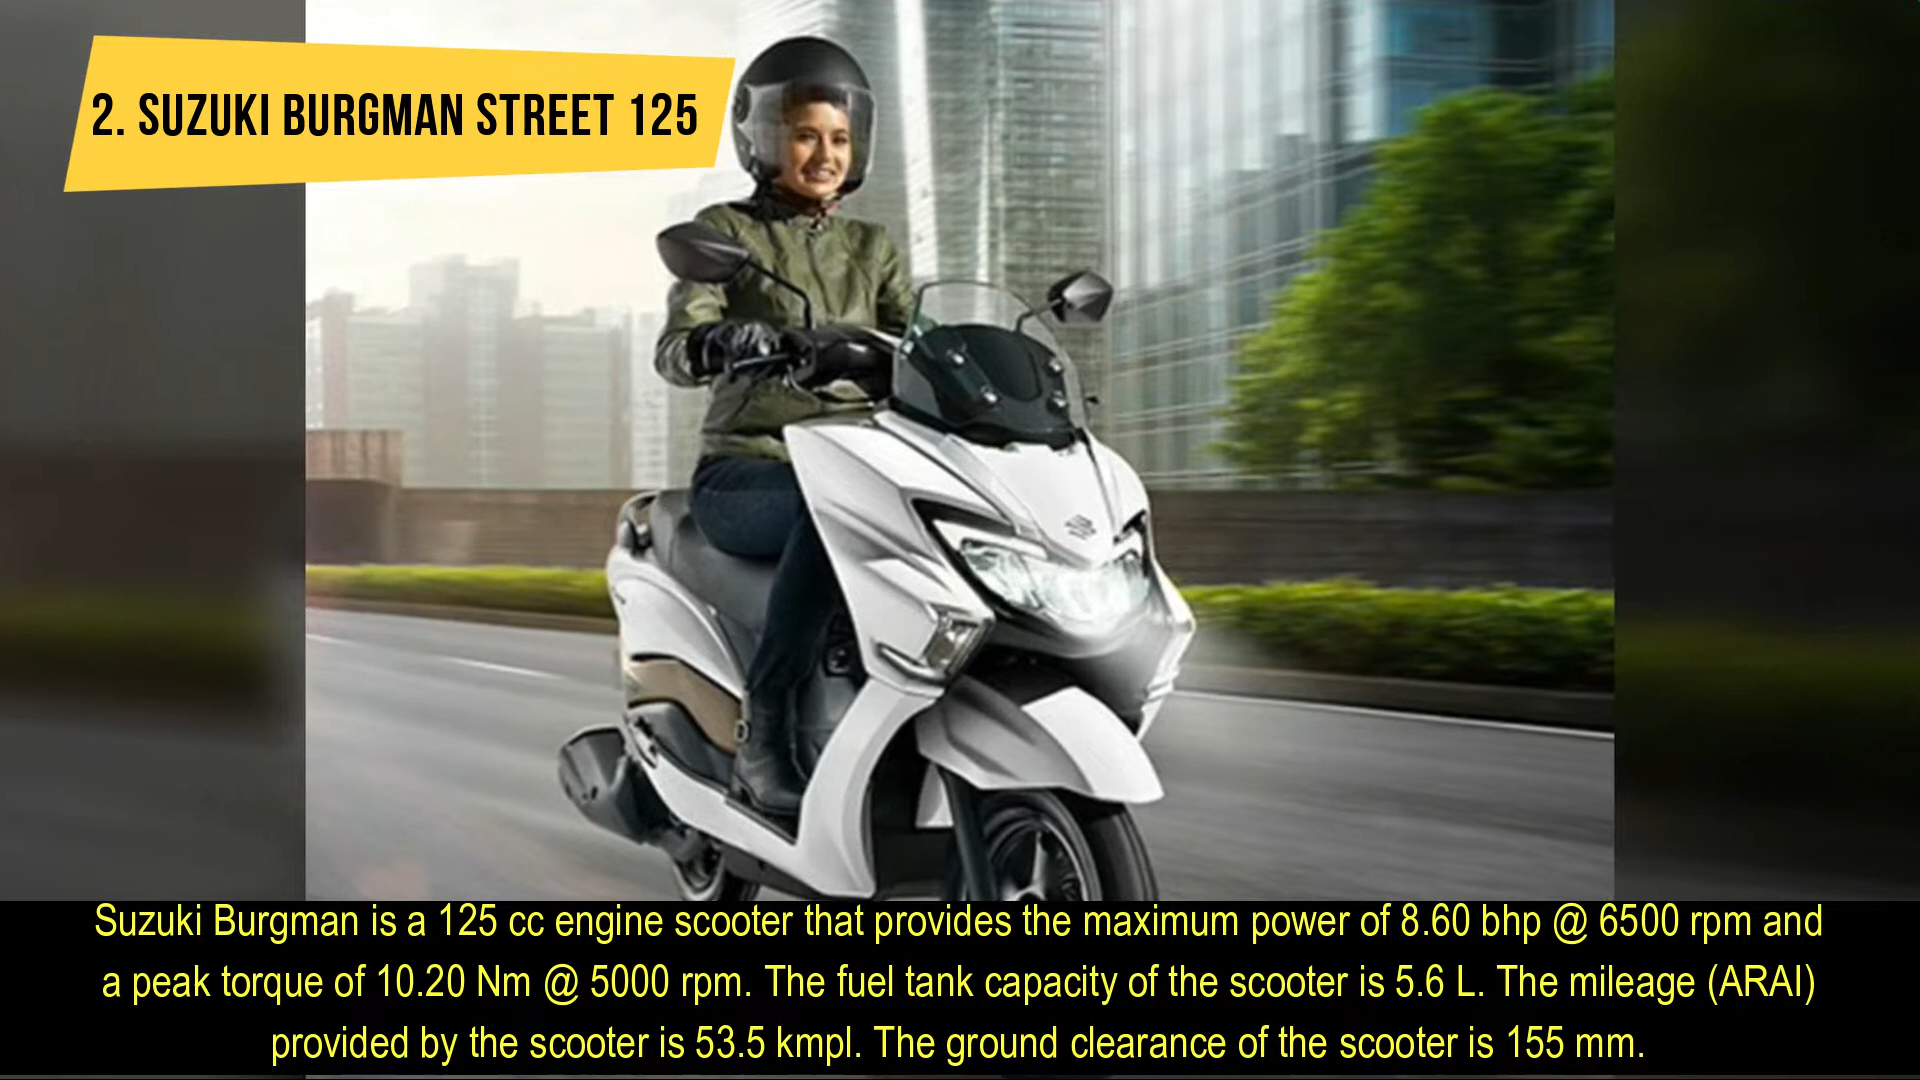 2. SUZUKI BURGMAN STREET 125
Suzuki Burgman is a 125 cc engine scooter that provides the maximum power of 8.60 bhp @ 6500 rpm and
a peak torque of 10.20 Nm @ 5000 rpm. The fuel tank capacity of the scooter is 5.6 L. The mileage (ARAI)
provided by the scooter is 53.5 kmpl. The ground clearance of the scooter is 155 mm.